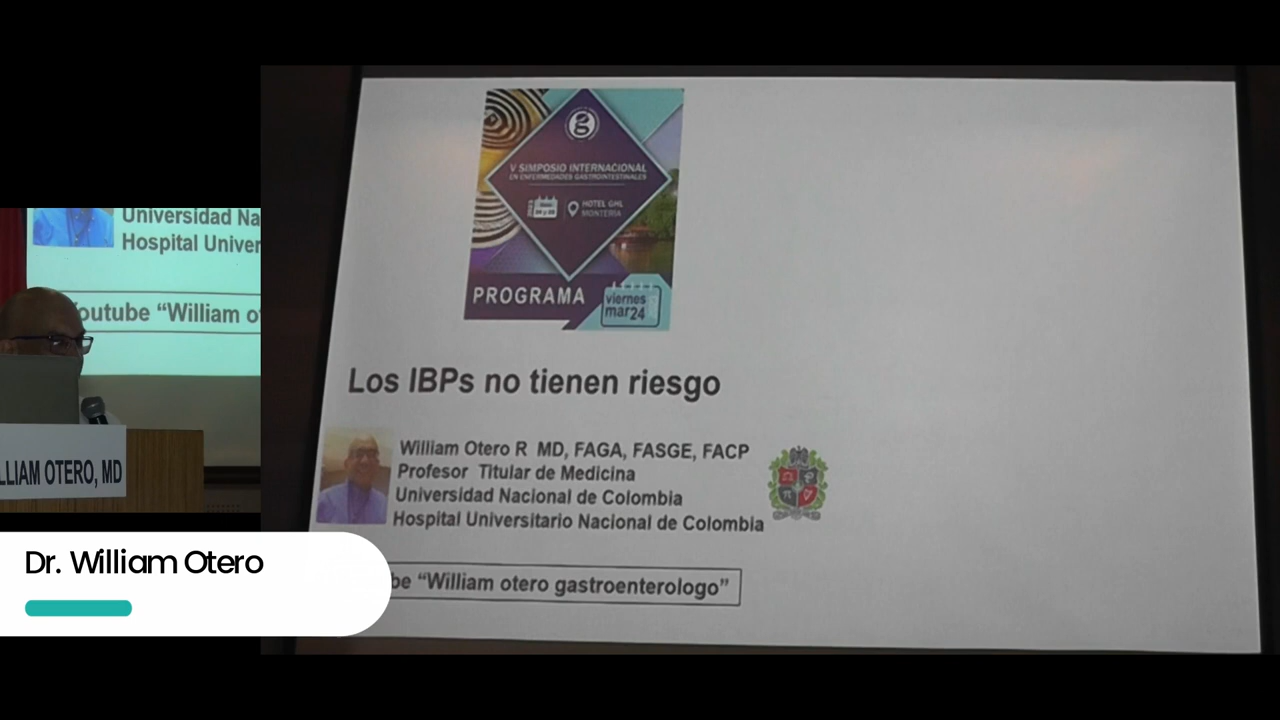 V SIMPOSIO INTERNACIONAL
EN ENFERMEDADES GASTROINTESTINALES
HOTEL GHL
MONTERIA
PROGRAMA
viernes
mar24
Los IBPs no tienen riesgo
William Otero R MD, FAGA, FASGE, FACP
Profesor Titular de Medicina
Universidad Nacional de Colombia
Hospital Universitario Nacional de Colombia
be “William otero gastroenterologo”
Universidad Na
Hospital Univer
outube “William o
LLIAM OTERO, MD
Dr. William Otero